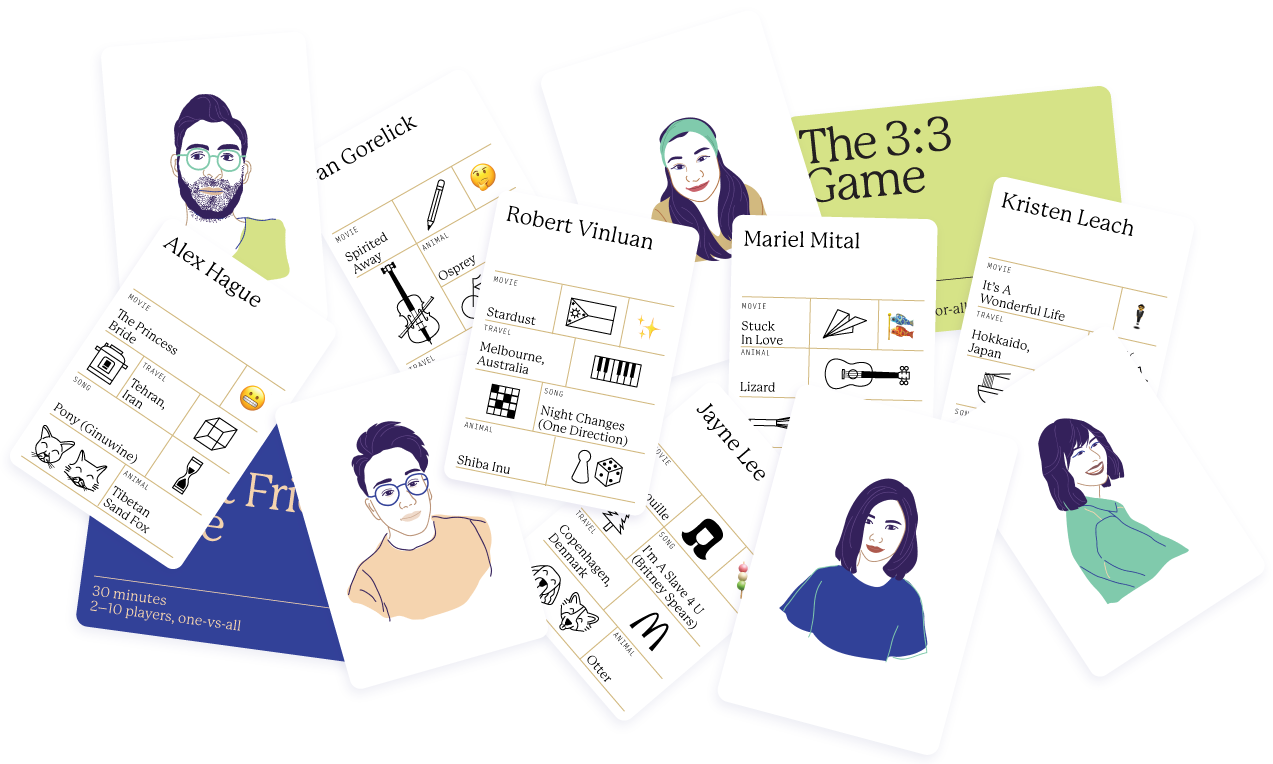 an Gorelick
MOVIE
Spirited
Away
ANIMAL
Osprey
TRAVEL
The 3:3
Game
or-all
Alex Hague
MOVIE
The Princess
Bride
TRAVEL
Tehran,
Iran
SONG
Pony (Ginuwine)
ANIMAL
Tibetan
Sand Fox
Robert Vinluan
MOVIE
Stardust
TRAVEL
Melbourne,
Australia
SONG
Night Changes
(One Direction)
ANIMAL
Shiba Inu
Mariel Mital
MOVIE
Stuck
In Love
ANIMAL
Lizard
Kristen Leach
MOVIE
It's A
Wonderful Life
TRAVEL
Hokkaido,
Japan
SON
Jayne Lee
MOVIE
ouille
TRAVEL
Copenhagen,
Denmark
SONG
I'm A Slave 4 U
(Britney Spears)
ANIMAL
Otter
Fri
e
30 minutes
2–10 players, one-vs-all